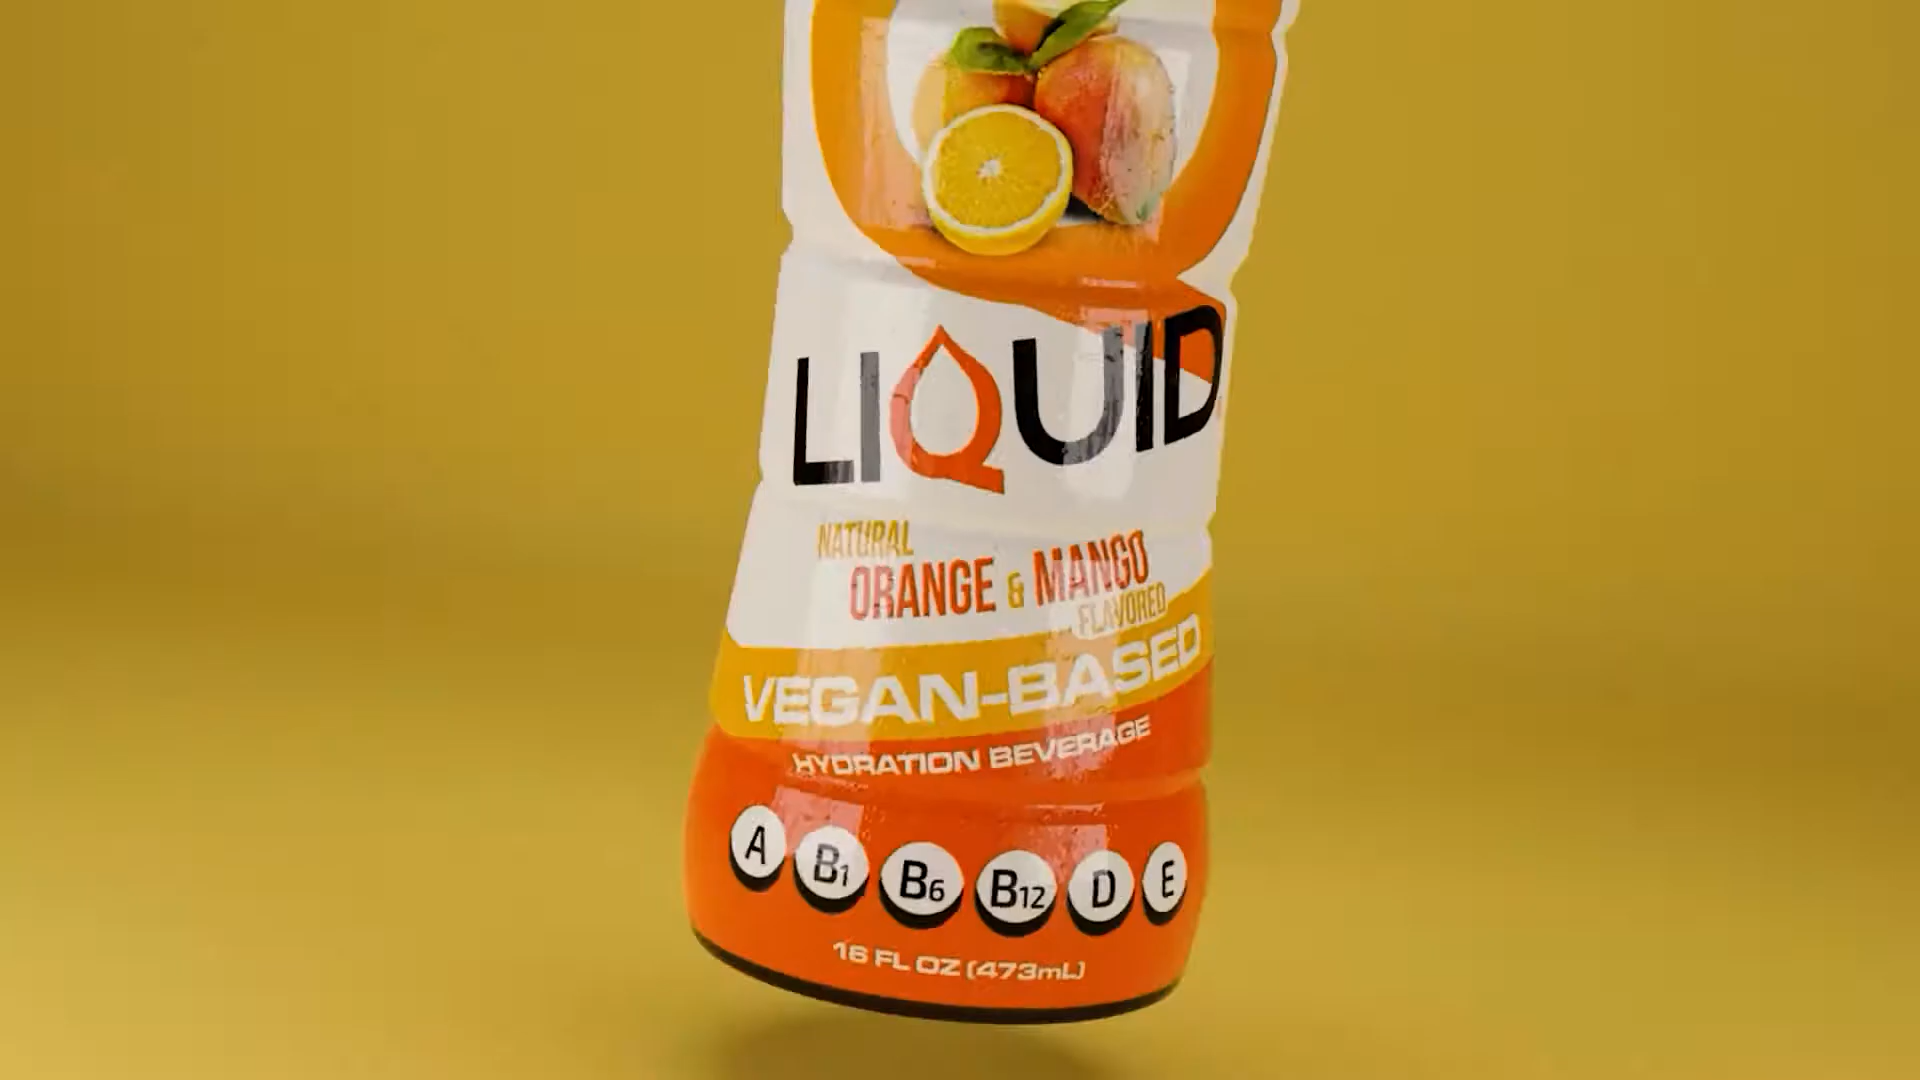 LIQUID
NATURAL
ORANGE & MANGO
FLAVORED
VEGAN-BASED
HYDRATION BEVERAGE
A B1 B6 B12 D E
16 FL OZ (473mL)